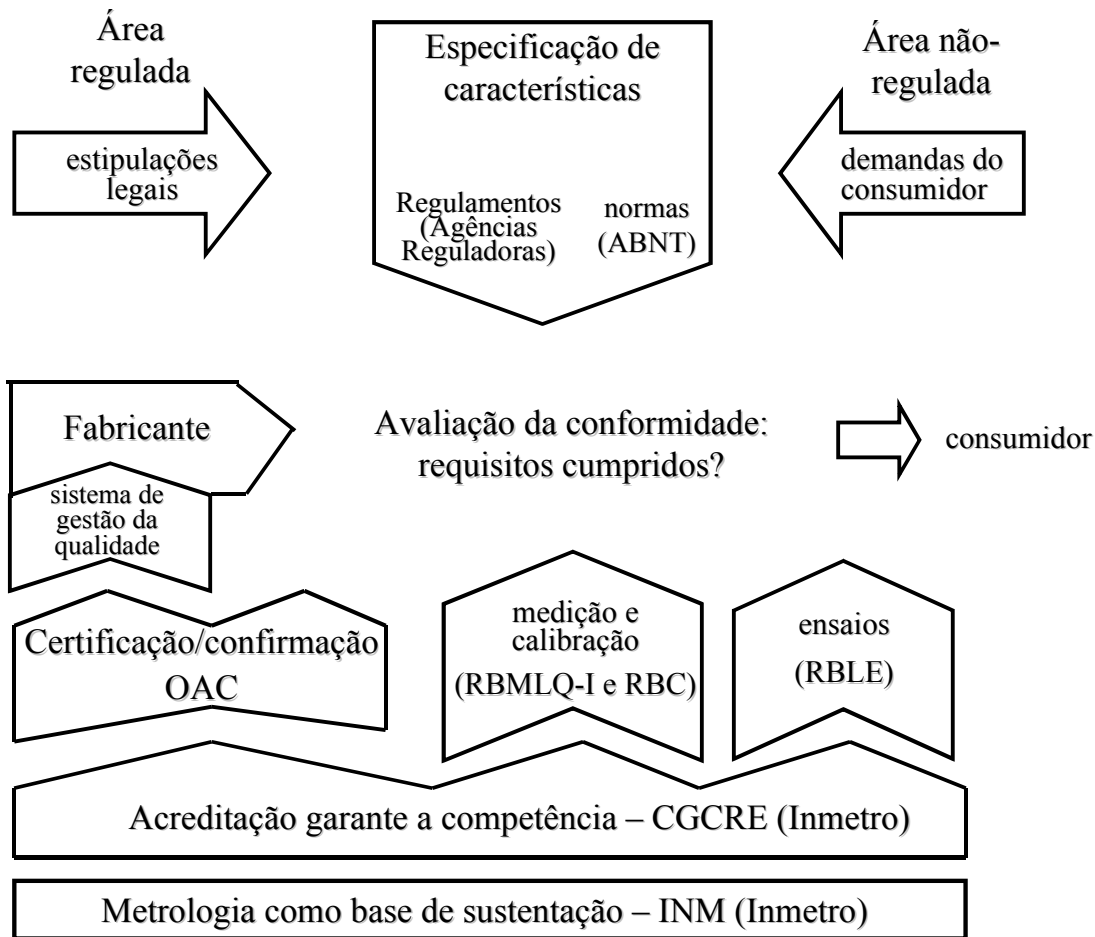 Área
regulada
estipulações
legais
Especificação de
características
Regulamentos
(Agências
Reguladoras)
normas
(ABNT)
Área não-
regulada
demandas do
consumidor
Fabricante
sistema de
gestão da
qualidade
Avaliação da conformidade:
requisitos cumpridos?
consumidor
Certificação/confirmação
OAC
medição e
calibração
(RBMLQ-I e RBC)
ensaios
(RBLE)
Acreditação garante a competência – CGCRE (Inmetro)
Metrologia como base de sustentação – INM (Inmetro)